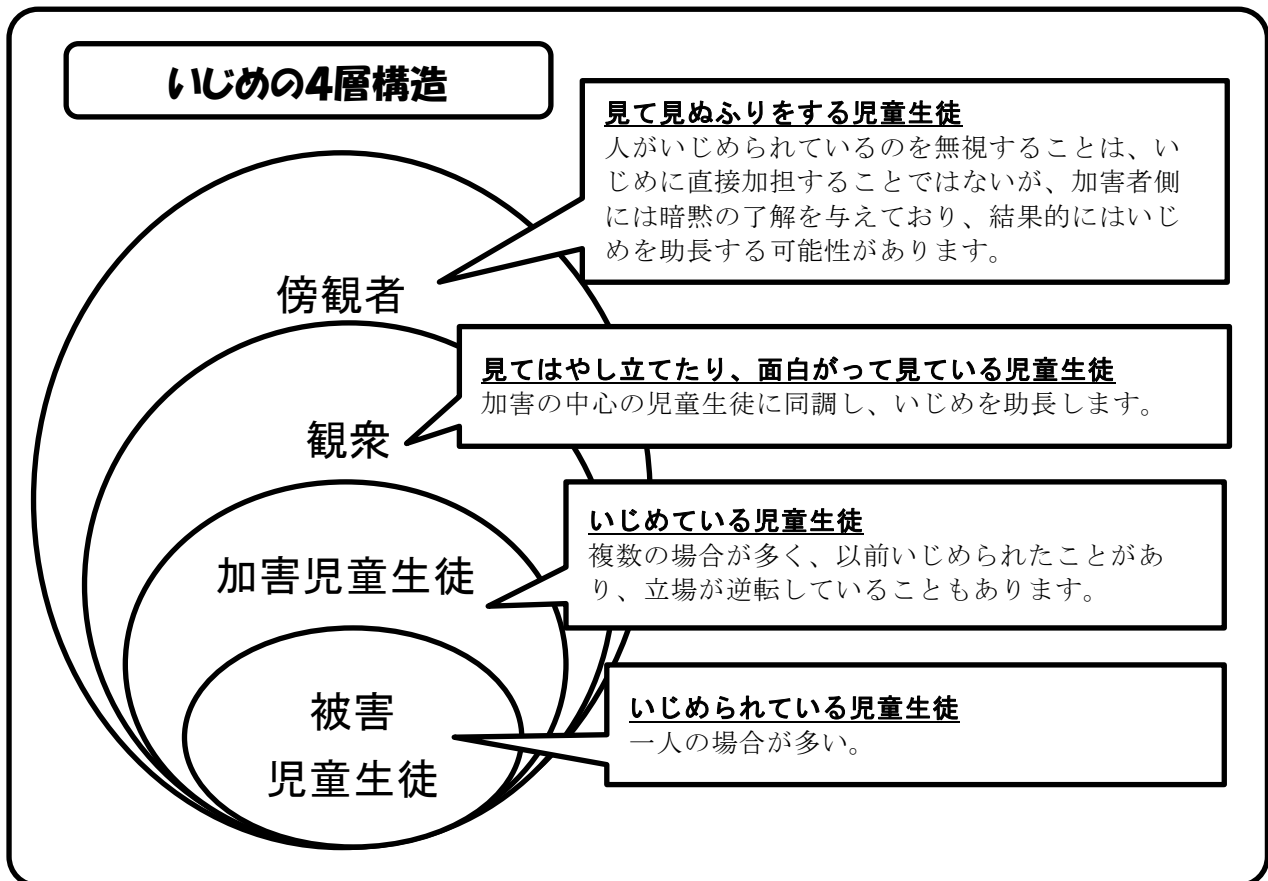 いじめの4層構造
見て見ぬふりをする児童生徒
人がいじめられているのを無視することは、い
じめに直接加担することではないが、加害者側
には暗黙の了解を与えており、結果的にはいじ
めを助長する可能性があります。
傍観者
見てはやし立てたり、面白がって見ている児童生徒
加害の中心の児童生徒に同調し、いじめを助長します。
観衆
いじめている児童生徒
複数の場合が多く、以前いじめられたことがあ
り、立場が逆転していることもあります。
加害児童生徒
いじめられている児童生徒
一人の場合が多い。
被害
児童生徒